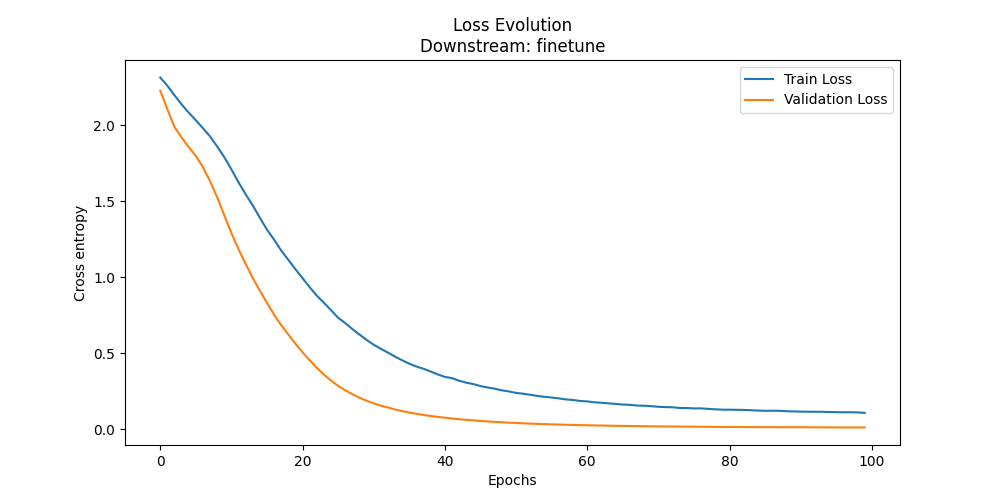 Loss Evolution
Downstream: finetune
Train Loss
Validation Loss
Cross entropy
2.0
1.5
1.0
0.5
0.0
0 20 40 60 80 100
Epochs